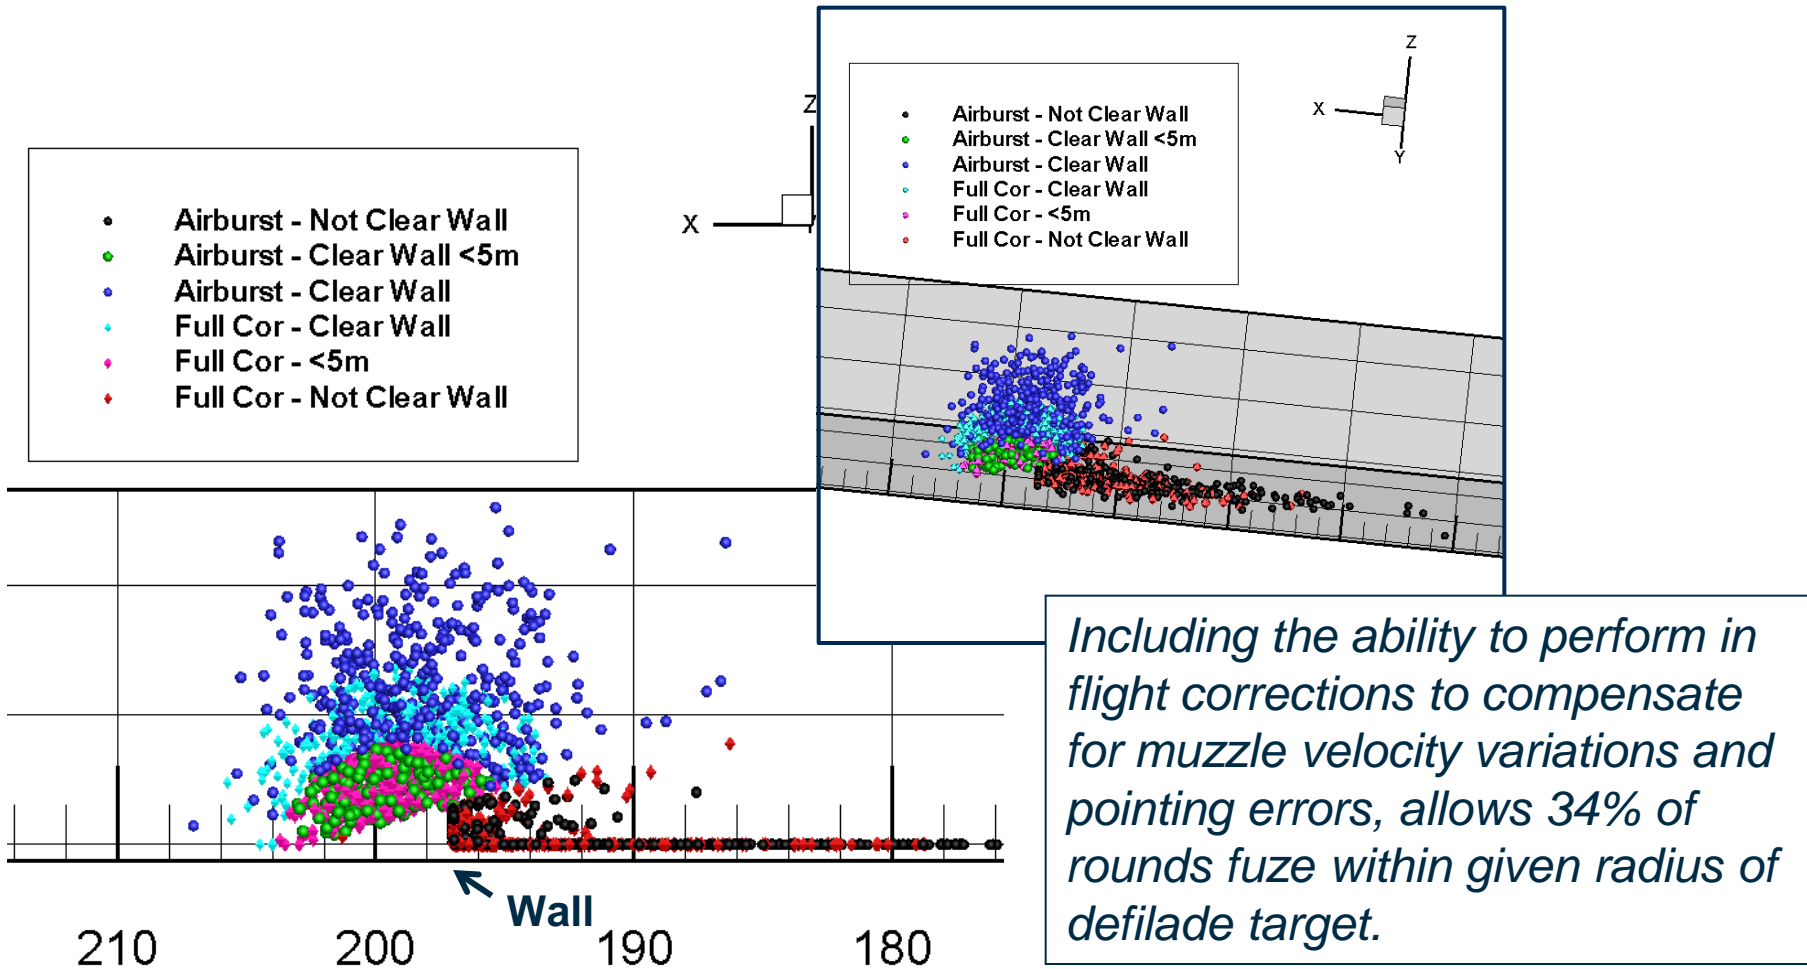 Z
X
Airburst - Not Clear Wall
Airburst - Clear Wall <5m
Airburst - Clear Wall
Full Cor - Clear Wall
Full Cor - <5m
Full Cor - Not Clear Wall
Z
X
Y
Airburst - Not Clear Wall
Airburst - Clear Wall <5m
Airburst - Clear Wall
Full Cor - Clear Wall
Full Cor - <5m
Full Cor - Not Clear Wall
Wall
210
200
190
180
Including the ability to perform in
flight corrections to compensate
for muzzle velocity variations and
pointing errors, allows 34% of
rounds fuze within given radius of
defilade target.